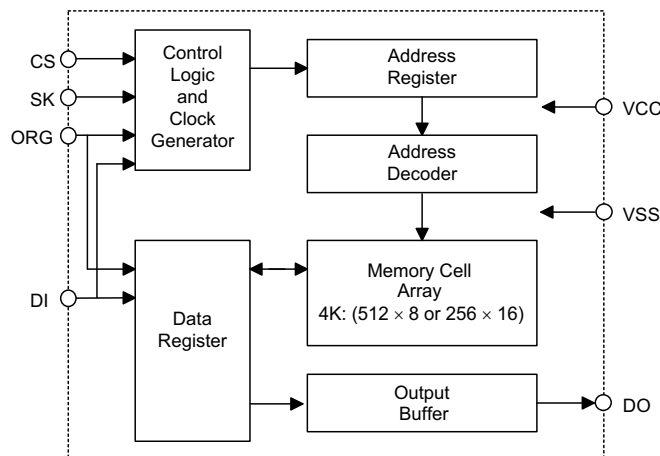 CS
SK
ORG
DI
Control
Logic
and
Clock
Generator
Address
Register
Address
Decoder
VCC
VSS
Data
Register
Memory Cell
Array
4K: (512 × 8 or 256 × 16)
Output
Buffer
DO